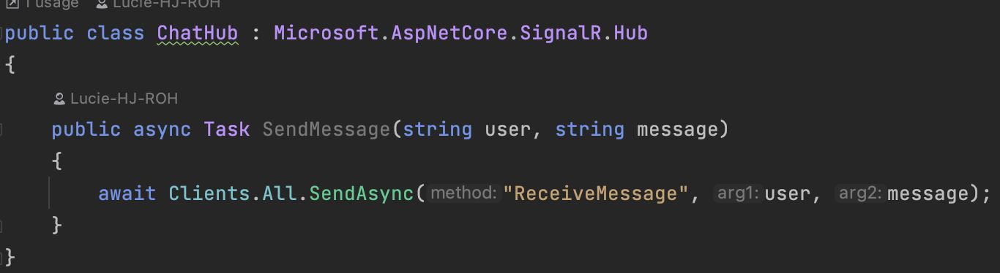 1 usage Lucie-HJ-ROH
public class ChatHub : Microsoft.AspNetCore.SignalR.Hub
{
Lucie-HJ-ROH
public async Task SendMessage(string user, string message)
{
await Clients.All.SendAsync(method:"ReceiveMessage", arg1:user, arg2:message);
}
}